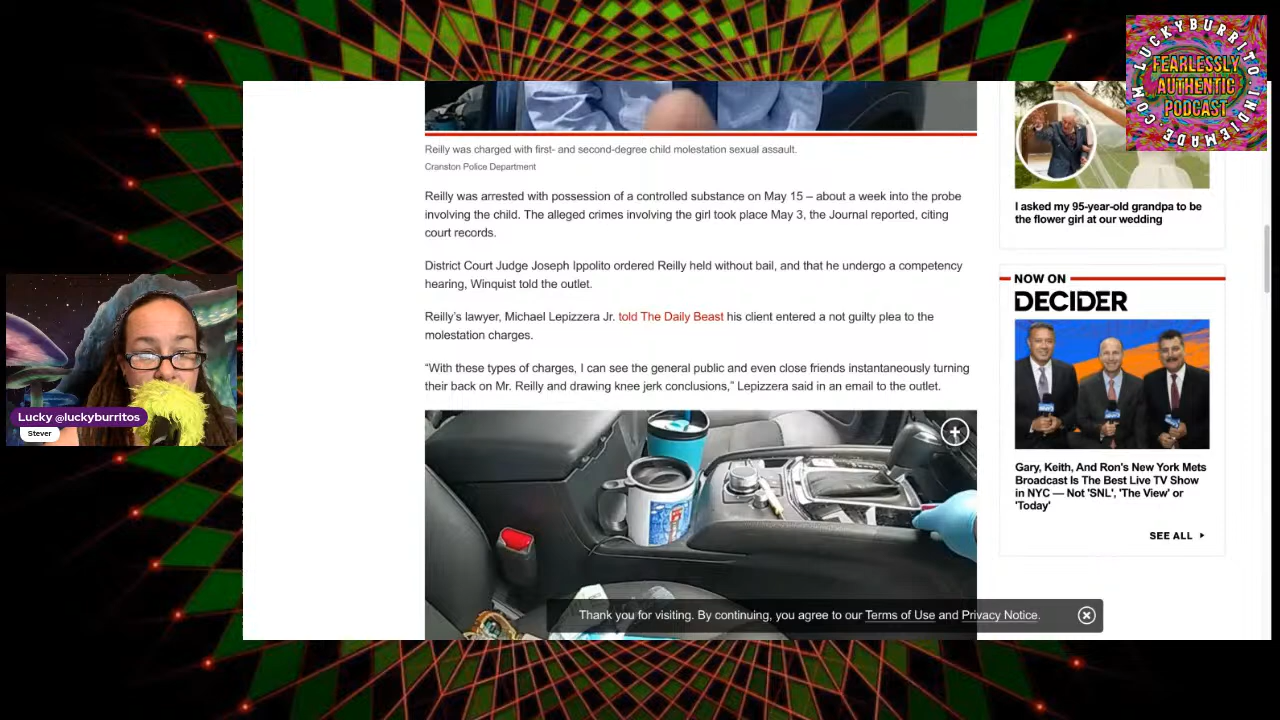 LUCKYBURRITO.INDIEMADE.COM
FEARLESSLY
AUTHENTIC
PODCAST
Reilly was charged with first- and second-degree child molestation sexual assault.
Cranston Police Department
Reilly was arrested with possession of a controlled substance on May 15 – about a week into the probe
involving the child. The alleged crimes involving the girl took place May 3, the Journal reported, citing
court records.
District Court Judge Joseph Ippolito ordered Reilly held without bail, and that he undergo a competency
hearing, Winquist told the outlet.
Reilly’s lawyer, Michael Lepizzera Jr. told The Daily Beast his client entered a not guilty plea to the
molestation charges.
“With these types of charges, I can see the general public and even close friends instantaneously turning
their back on Mr. Reilly and drawing knee jerk conclusions,” Lepizzera said in an email to the outlet.
I asked my 95-year-old grandpa to be
the flower girl at our wedding
NOW ON
DECIDER
Gary, Keith, And Ron's New York Mets
Broadcast Is The Best Live TV Show
in NYC — Not 'SNL', 'The View' or
'Today'
SEE ALL
Lucky @luckyburritos
Stever
Thank you for visiting. By continuing, you agree to our Terms of Use and Privacy Notice.